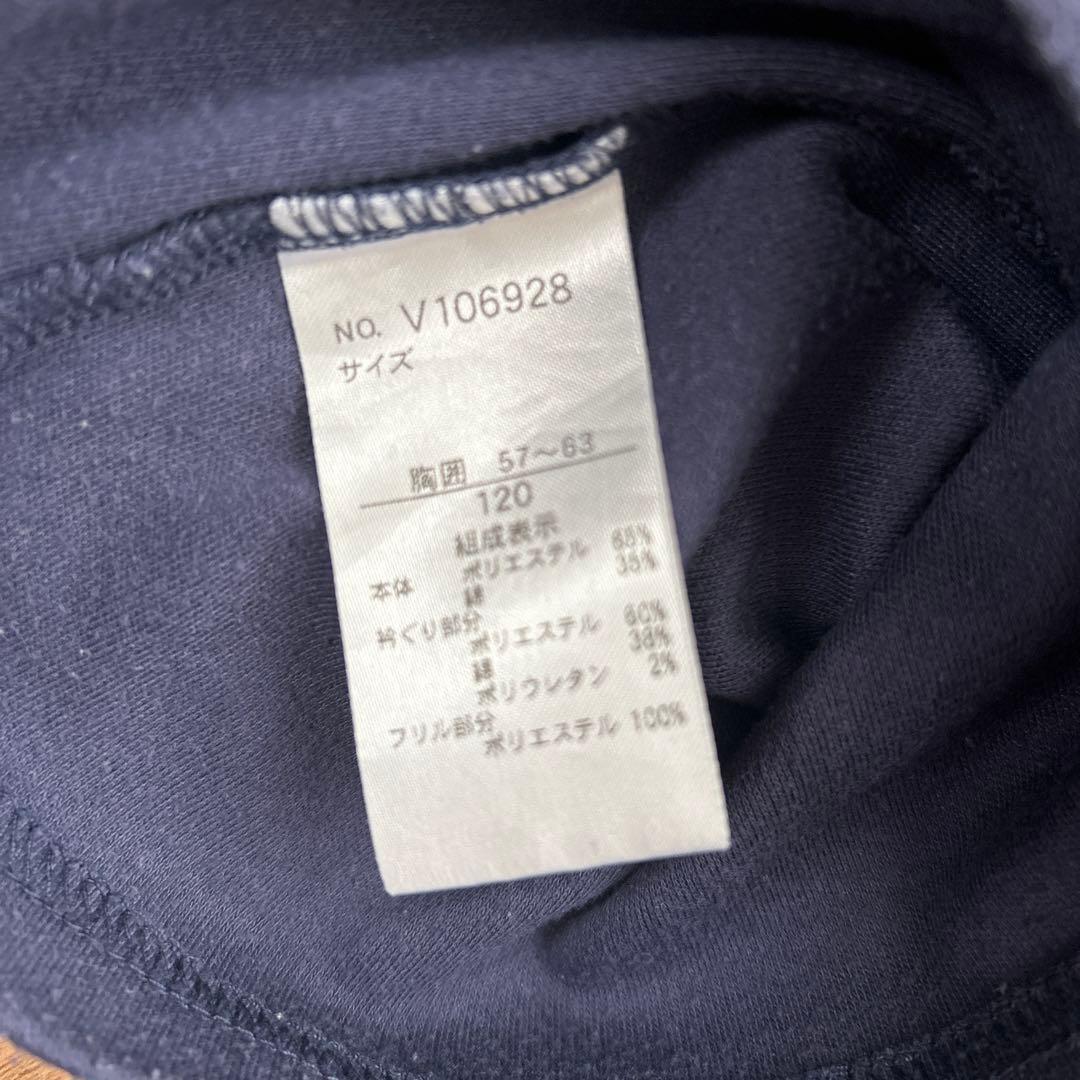 NO. V106928
サイズ
胸囲 57～63
120
組成表示
本体 ポリエステル 65%
綿 35%
衿ぐり部分
ポリエステル 60%
綿 38%
ポリウレタン 2%
フリル部分
ポリエステル 100%